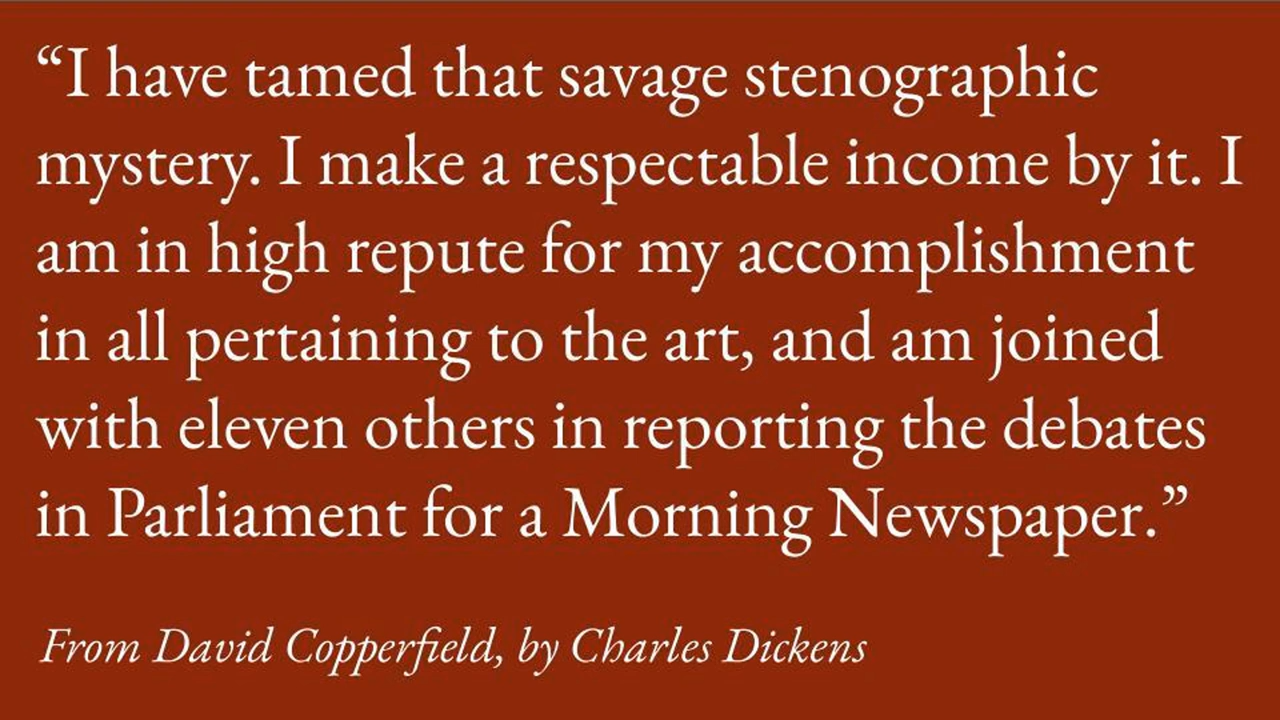 “I have tamed that savage stenographic
mystery. I make a respectable income by it. I
am in high repute for my accomplishment
in all pertaining to the art, and am joined
with eleven others in reporting the debates
in Parliament for a Morning Newspaper.”
From David Copperfield, by Charles Dickens